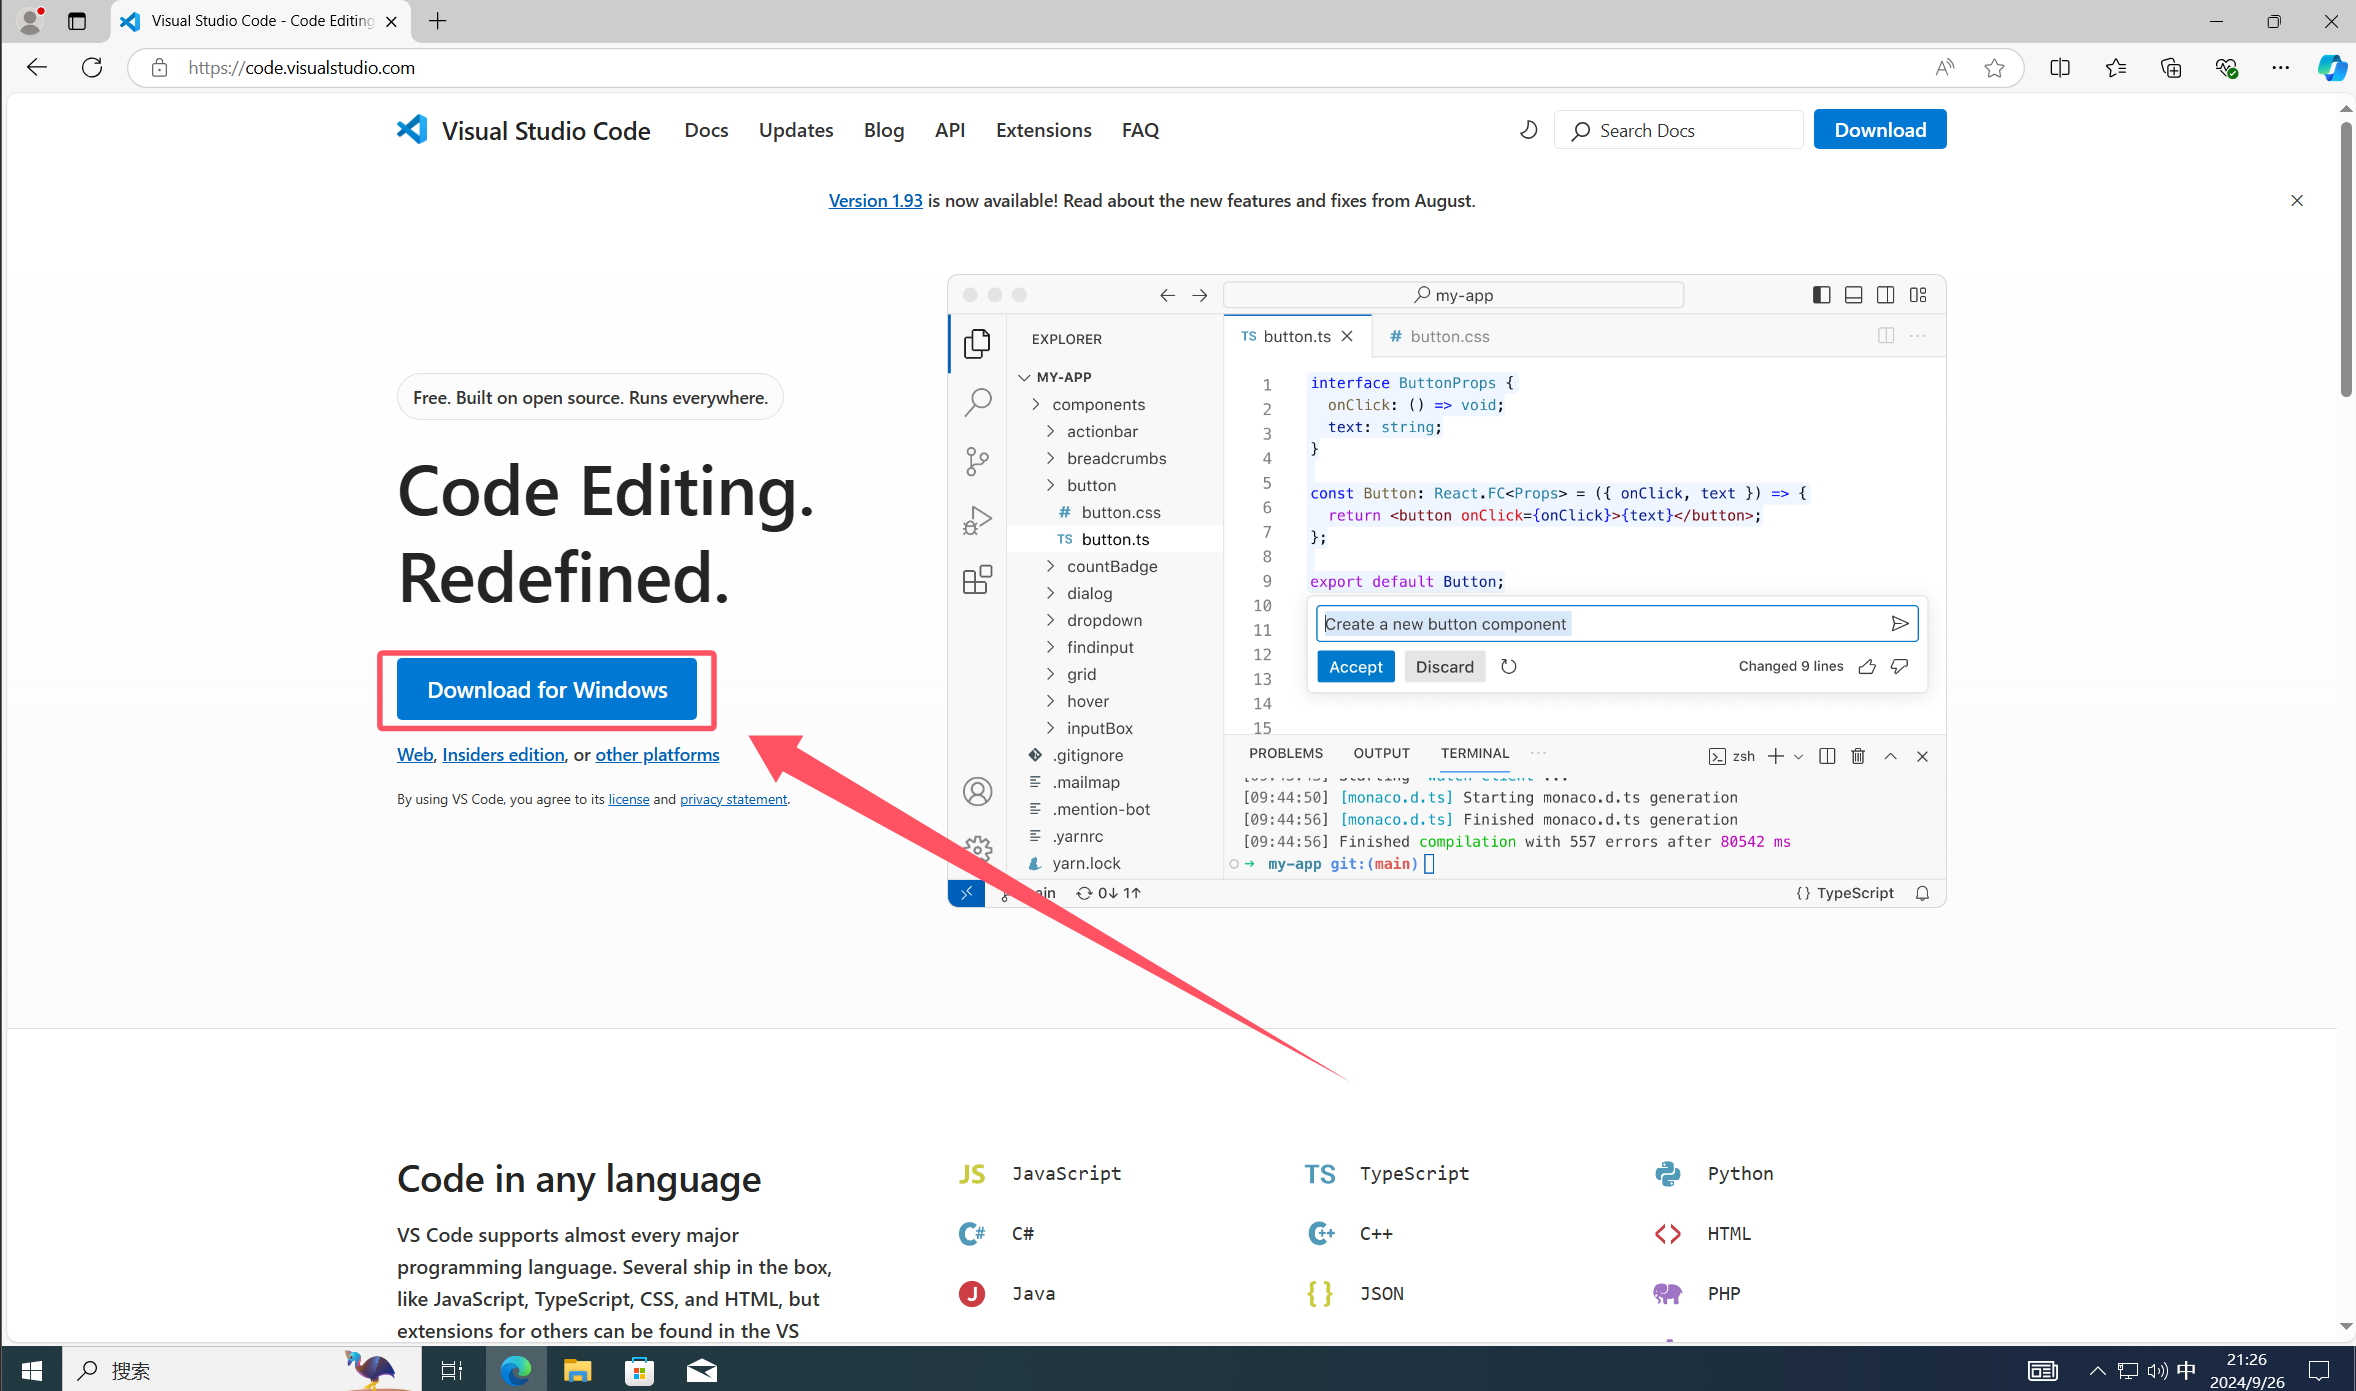 Visual Studio Code - Code Editing
https://code.visualstudio.com
Visual Studio Code Docs Updates Blog API Extensions FAQ Search Docs Download
Version 1.93 is now available! Read about the new features and fixes from August.
my-app
EXPLORER
TS button.ts # button.css
MY-APP
components
actionbar
breadcrumbs
button
# button.css
TS button.ts
countBadge
dialog
dropdown
findinput
grid
hover
inputBox
.gitignore
.mailmap
.mention-bot
.yarnrc
yarn.lock
1
2
3
4
5
6
7
8
9
10
11
12
13
14
15
interface ButtonProps {
onClick: () => void;
text: string;
}
const Button: React.FC<Props> = ({ onClick, text }) => {
return <button onClick={onClick}>{text}</button>;
};
export default Button;
Create a new button component
Accept Discard Changed 9 lines
PROBLEMS OUTPUT TERMINAL ··· zsh
[09:44:50] [monaco.d.ts] Starting monaco.d.ts generation
[09:44:56] [monaco.d.ts] Finished monaco.d.ts generation
[09:44:56] Finished compilation with 557 errors after 80542 ms
→ my-app git:(main)
0↓ 1↑ {} TypeScript
Free. Built on open source. Runs everywhere.
Code Editing.
Redefined.
Download for Windows
Web, Insiders edition, or other platforms
By using VS Code, you agree to its license and privacy statement.
Code in any language
VS Code supports almost every major
programming language. Several ship in the box,
like JavaScript, TypeScript, CSS, and HTML, but
extensions for others can be found in the VS
JS JavaScript TS TypeScript Python
C# C# C++ C++ HTML
J Java {} JSON PHP
搜索
中
21:26
2024/9/26